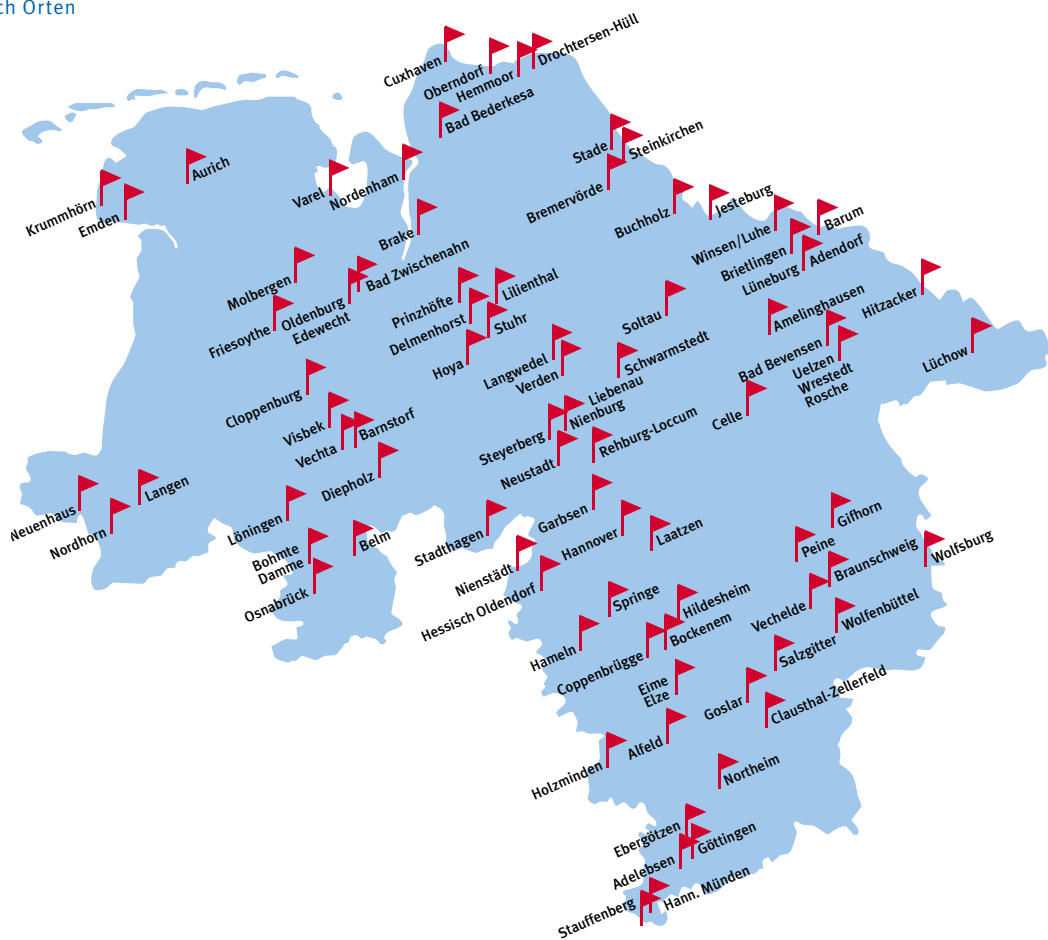 ch Orten
Drochtersen-Hüll
Cuxhaven
Oberndorf
Hemmoor
Bad Bederkesa
Stade
Steinkirchen
Aurich
Varel
Nordenham
Bremervörde
Krummhörn
Emden
Buchholz
Jesteburg
Winsen/Luhe
Barum
Brake
Brietlingen
Adendorf
Lüneburg
Bad Zwischenahn
Molbergen
Oldenburg
Edewecht
Friesoythe
Prinzhöfte
Lilienthal
Delmenhorst
Stuhr
Hoya
Soltau
Amelinghausen
Hitzacker
Langwedel
Verden
Schwarmstedt
Bad Bevensen
Uelzen
Wrestedt
Rosche
Lüchow
Cloppenburg
Visbek
Vechta
Barnstorf
Liebenau
Nienburg
Steyerberg
Rehburg-Loccum
Neustadt
Celle
Diepholz
Neuenhaus
Langen
Nordhorn
Löningen
Bohmte
Damme
Belm
Osnabrück
Stadthagen
Garbsen
Hannover
Laatzen
Gifhorn
Peine
Braunschweig
Wolfsburg
Nienstädt
Hessisch Oldendorf
Springe
Hildesheim
Vechelde
Wolfenbüttel
Hameln
Bockenem
Coppenbrügge
Salzgitter
Eime
Elze
Goslar
Clausthal-Zellerfeld
Alfeld
Holzminden
Northeim
Ebergötzen
Göttingen
Adelebsen
Hann. Münden
Stauffenberg